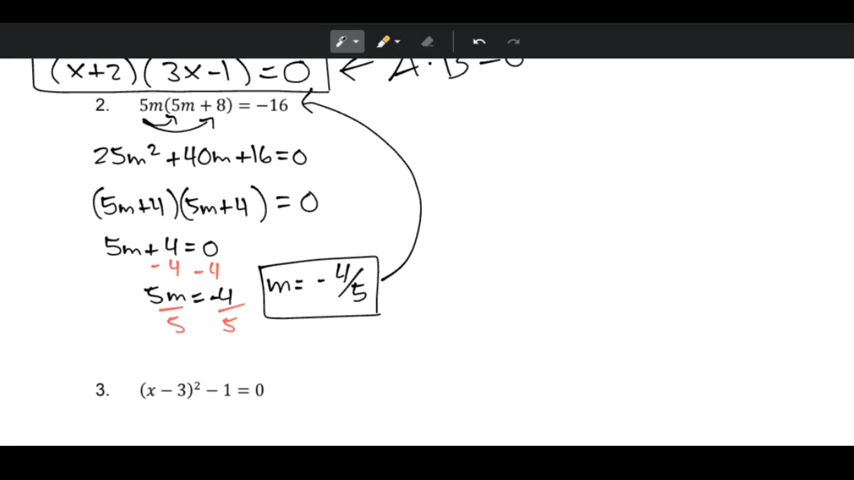 (x+2)(3x-1)=0 ← A·B=0
2. 5m(5m + 8) = −16
25m² +40m+16=0
(5m+4)(5m+4) = 0
5m+4=0
-4 -4
5m=-4 m= - 4/5
5 5
3. (x − 3)² − 1 = 0